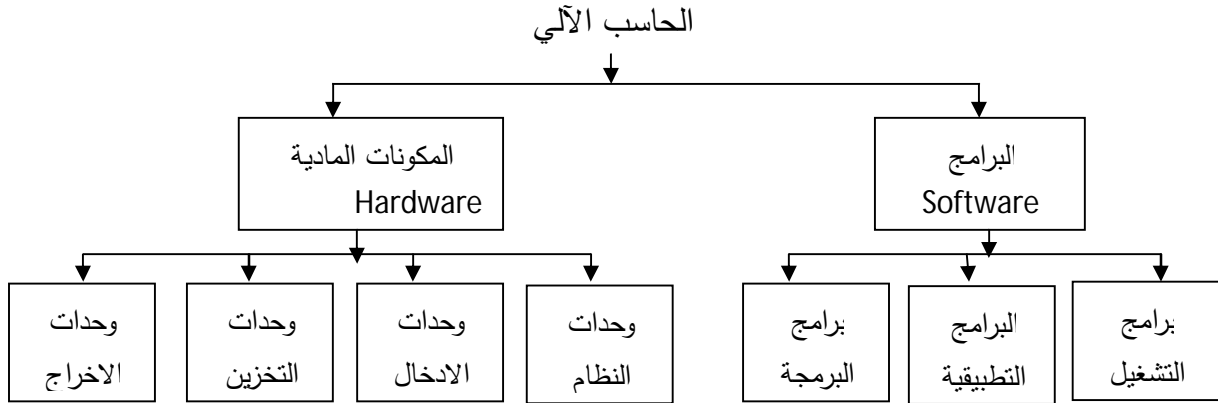 الحاسب الآلي
البرامج
Software
المكونات المادية
Hardware
برامج
التشغيل
البرامج
التطبيقية
برامج
البرمجة
وحدات
النظام
وحدات
الادخال
وحدات
التخزين
وحدات
الاخراج